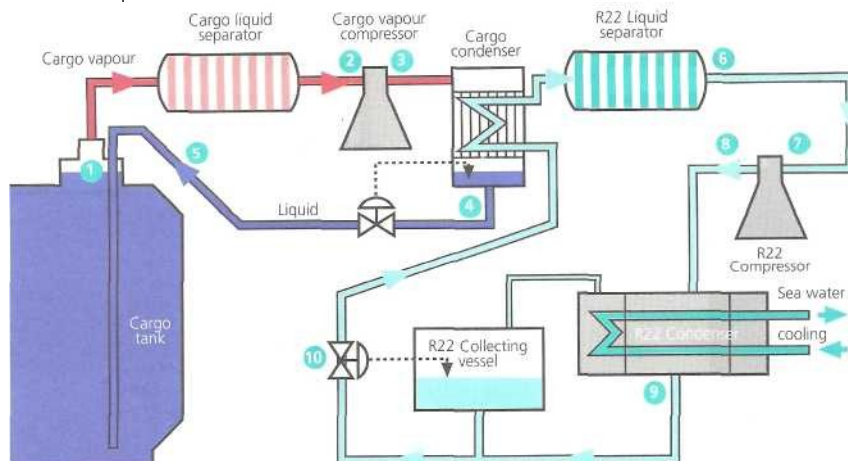 Cargo liquid
separator
Cargo vapour
compressor
Cargo
condenser
R22 Liquid
separator
Cargo vapour
2
3
6
1
5
8
7
4
Liquid
R22
Compressor
Sea water
cooling
R22 Condenser
Cargo
tank
R22 Collecting
vessel
10
9